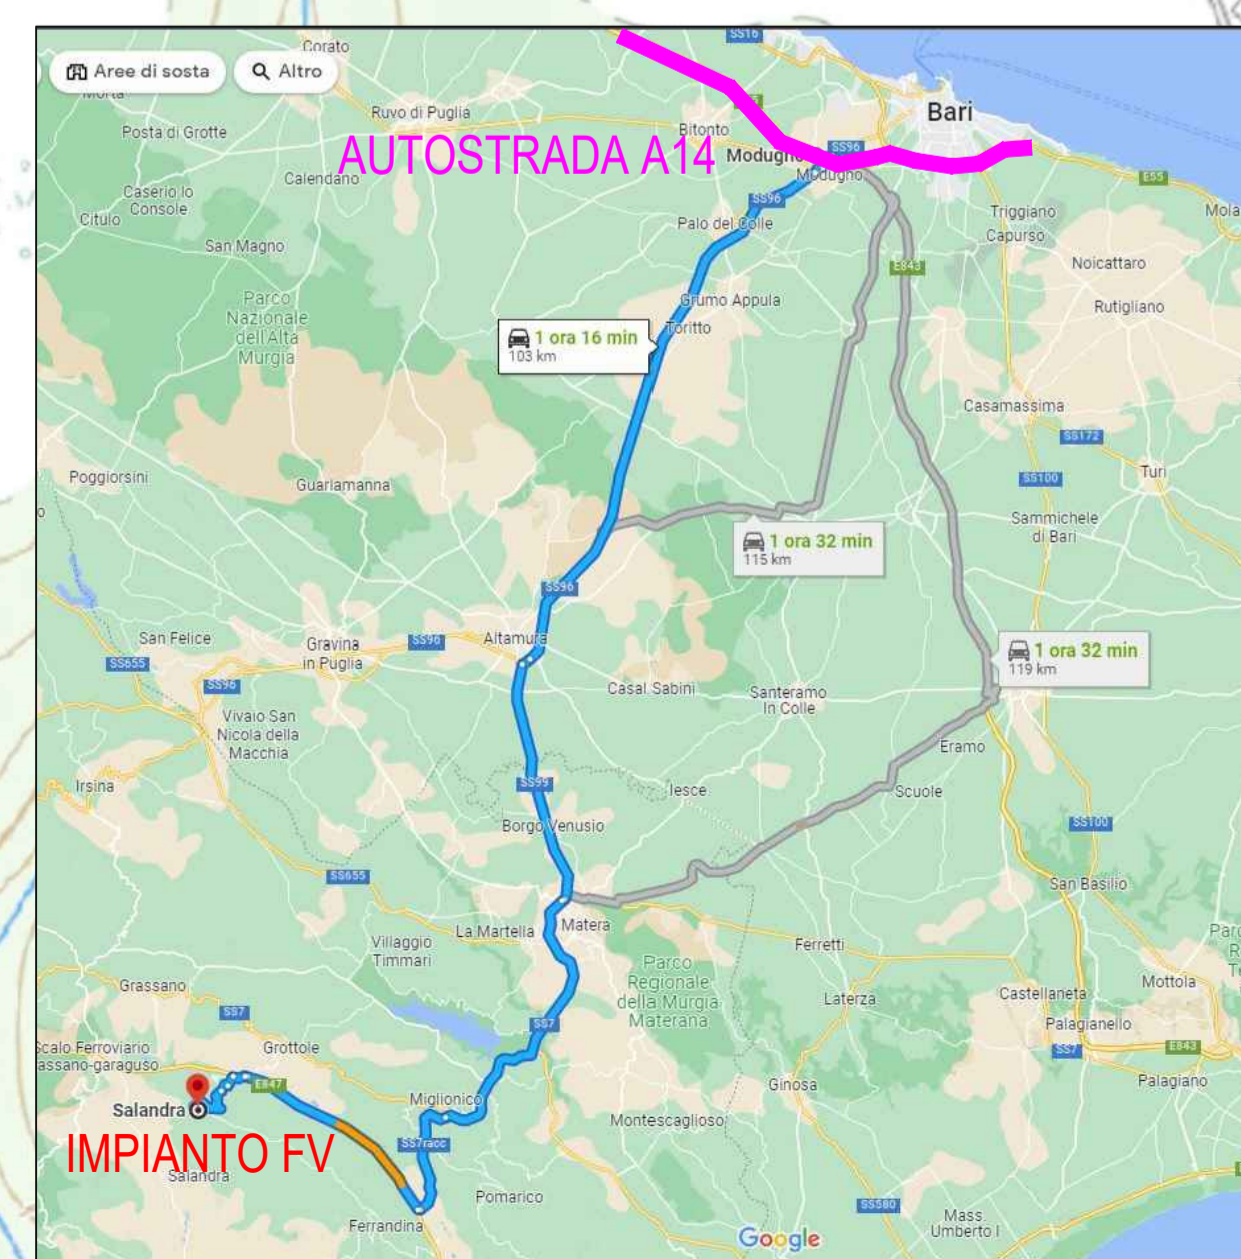 SS16
Corato
Aree di sosta
Altro
Morta
Ruvo di Puglia
Bari
Posta di Grotte
Bitonto
AUTOSTRADA A14
Modugno
SS96
Modugno
Calendano
E55
Caserio lo
Console
Citulo
SS96
Triggiano
Mola
Palo del Colle
Capurso
San Magno
Noicattaro
E843
Parco
Nazionale
dell'Alta
Murgia
Grumo Appula
Rutigliano
Toritto
1 ora 16 min
103 km
Casamassima
SS172
Poggiorsini
Guarlamanna
SS100
Turi
Sammichele
di Bari
1 ora 32 min
115 km
SS96
San Felice
Gravina
in Puglia
SS96
Altamura
1 ora 32 min
119 km
SS655
SS96
Casal Sabini
Santeramo
In Colle
Vivaio San
Nicola della
Macchia
Eramo
Irsina
SS99
Iesce
Scuole
Borgo Venusio
SS100
SS655
San Basilio
La Martella
Matera
Villaggio
Timmari
Ferretti
Parco
Regionale
della Murgia
Materana
Grassano
Laterza
Castellaneta
Mottola
SS7
SS7
Palagianello
Scalo Ferroviario
assano-garaguso
Grottole
SS7
E843
E847
Ginosa
Palagiano
Salandra
Miglionico
Montescaglioso
IMPIANTO FV
SS7racc
Salandra
Pomarico
SS580
Mass.
Umberto I
Ferrandina
Google